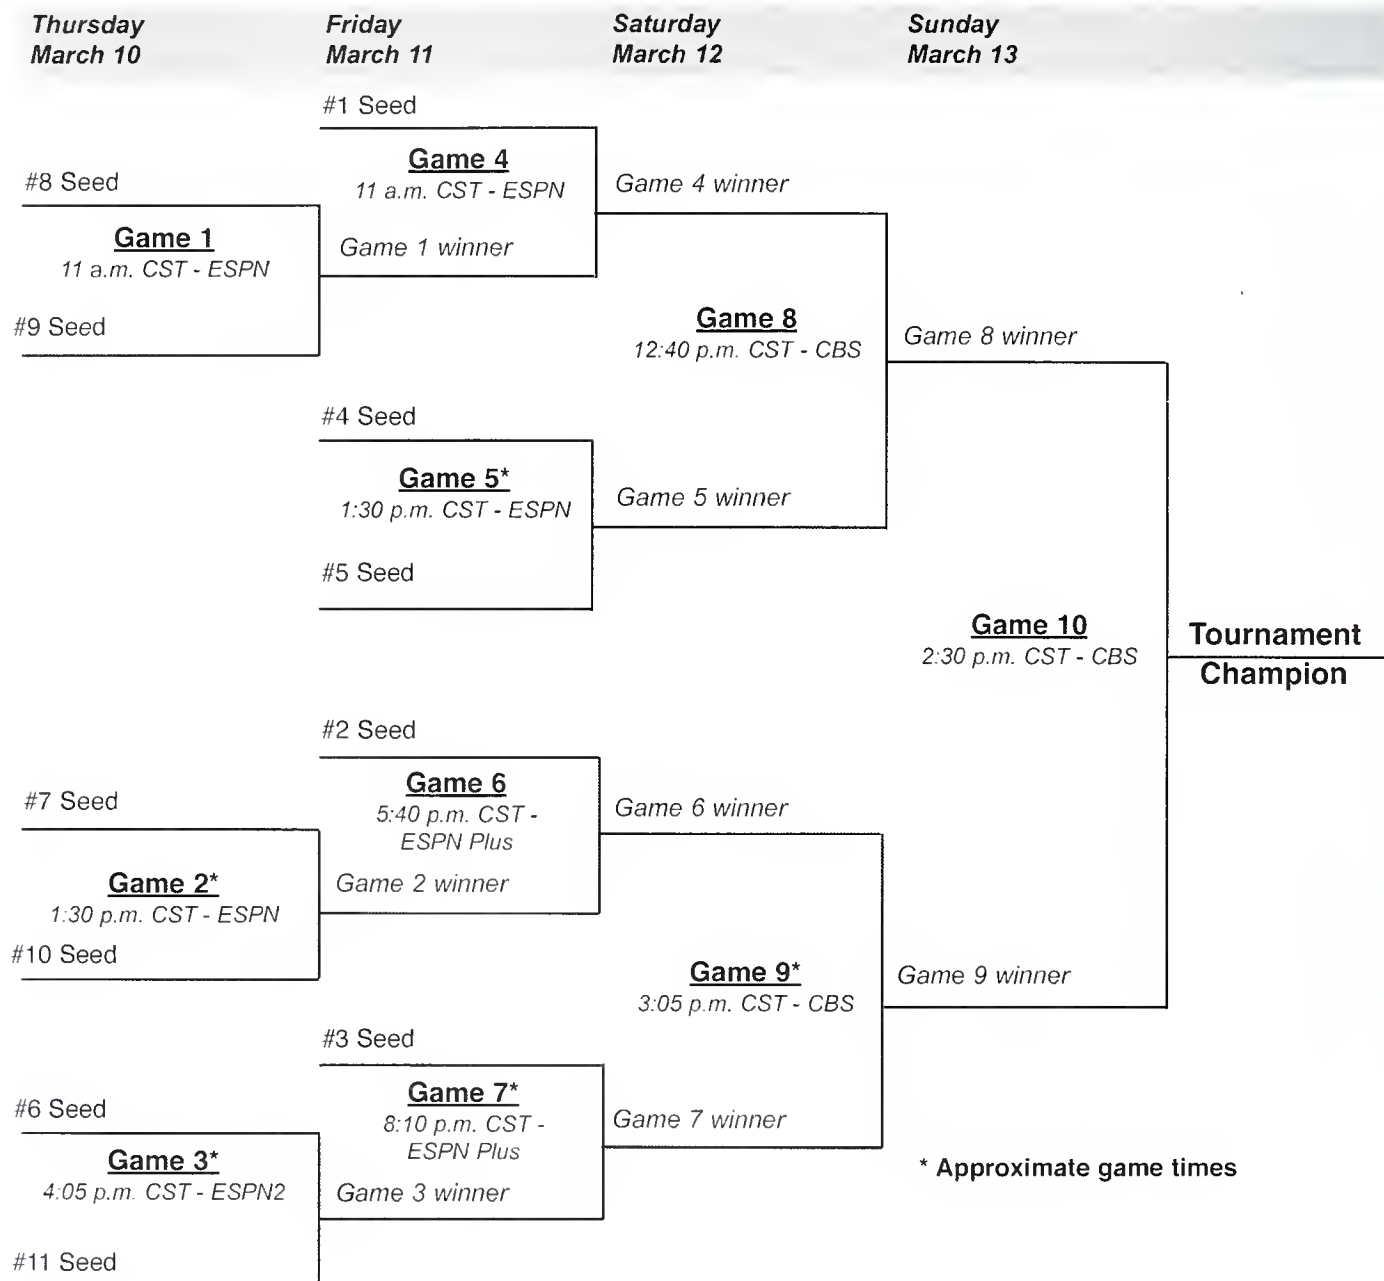 Thursday
March 10
Friday
March 11
Saturday
March 12
Sunday
March 13
#8 Seed
Game 1
11 a.m. CST - ESPN
#9 Seed
#7 Seed
Game 2*
1:30 p.m. CST - ESPN
#10 Seed
#6 Seed
Game 3*
4:05 p.m. CST - ESPN2
#11 Seed
#1 Seed
Game 4
11 a.m. CST - ESPN
Game 1 winner
#4 Seed
Game 5*
1:30 p.m. CST - ESPN
#5 Seed
#2 Seed
Game 6
5:40 p.m. CST -
ESPN Plus
Game 2 winner
#3 Seed
Game 7*
8:10 p.m. CST -
ESPN Plus
Game 3 winner
Game 4 winner
Game 8
12:40 p.m. CST - CBS
Game 5 winner
Game 6 winner
Game 9*
3:05 p.m. CST - CBS
Game 7 winner
Game 8 winner
Game 10
2:30 p.m. CST - CBS
Game 9 winner
Tournament
Champion
* Approximate game times